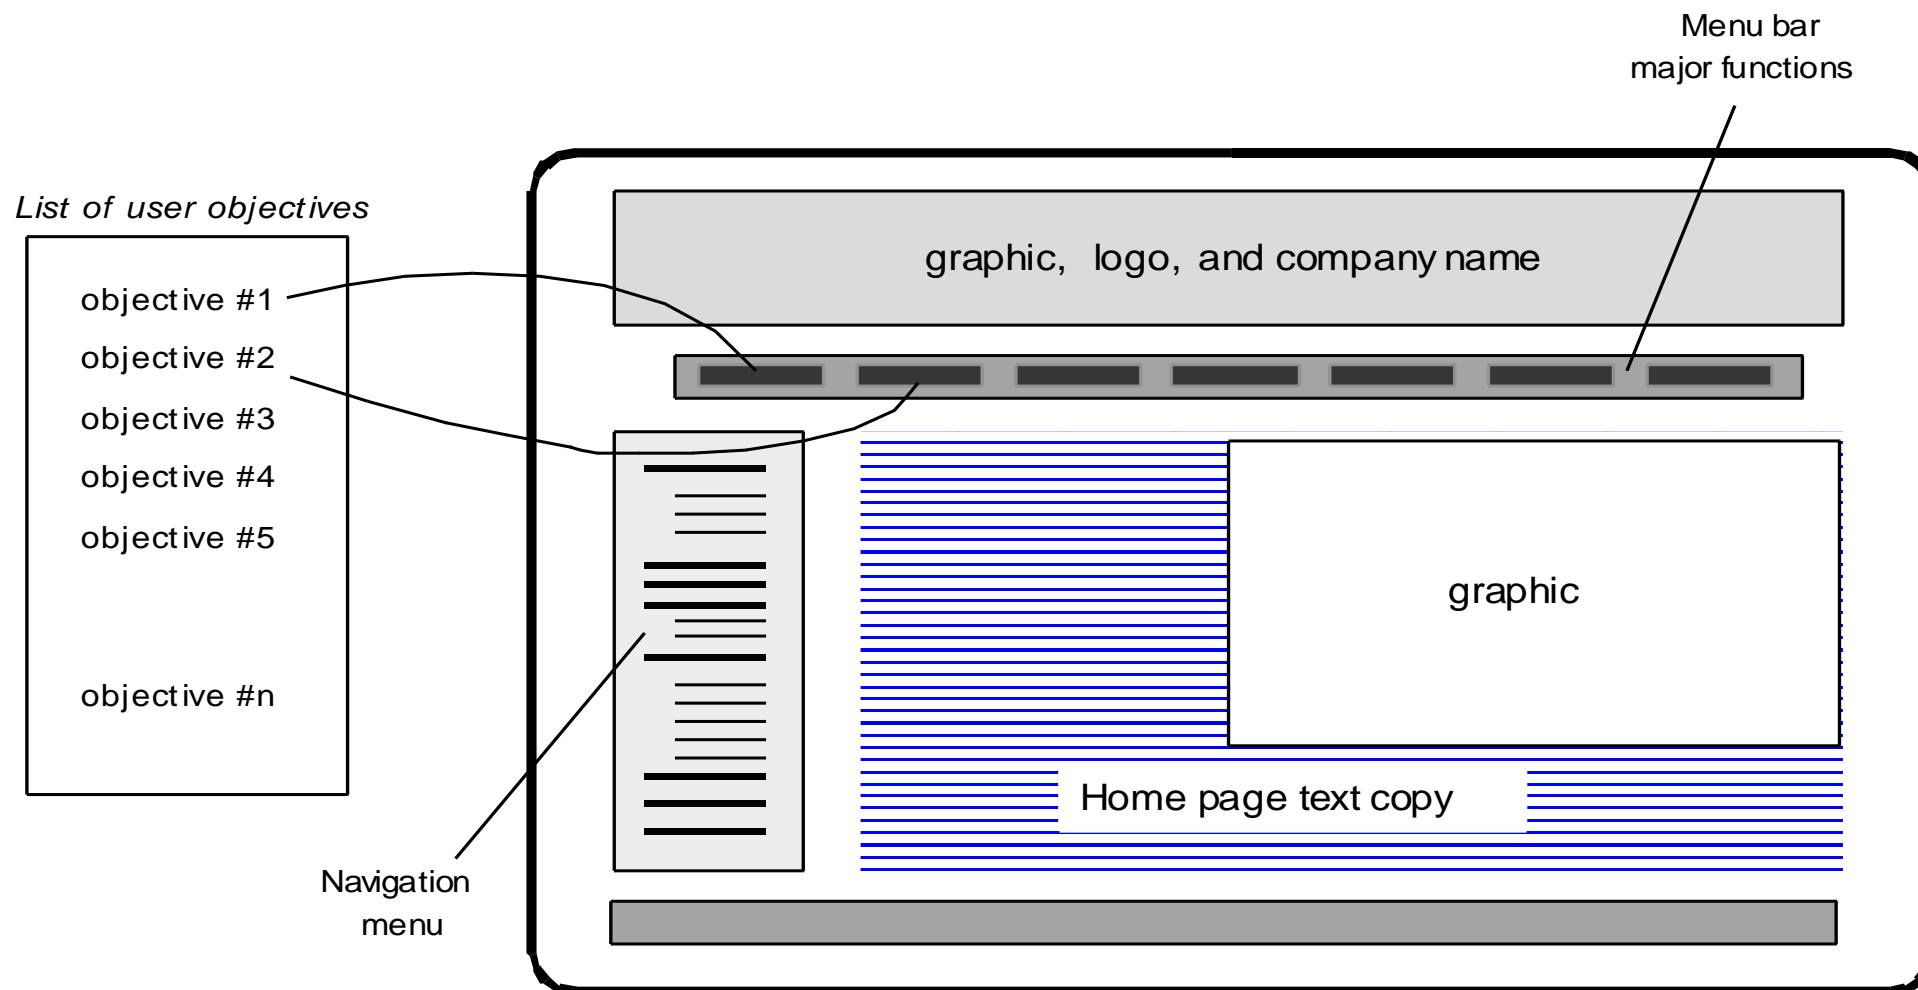 Menu bar
major functions
List of user objectives
graphic, logo, and company name
objective #1
objective #2
objective #3
objective #4
objective #5
objective #n
graphic
Home page text copy
Navigation
menu